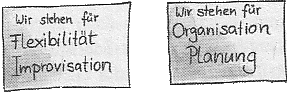 Wir stehen für
Flexibilität
Improvisation
Wir stehen für
Organisation
Planung